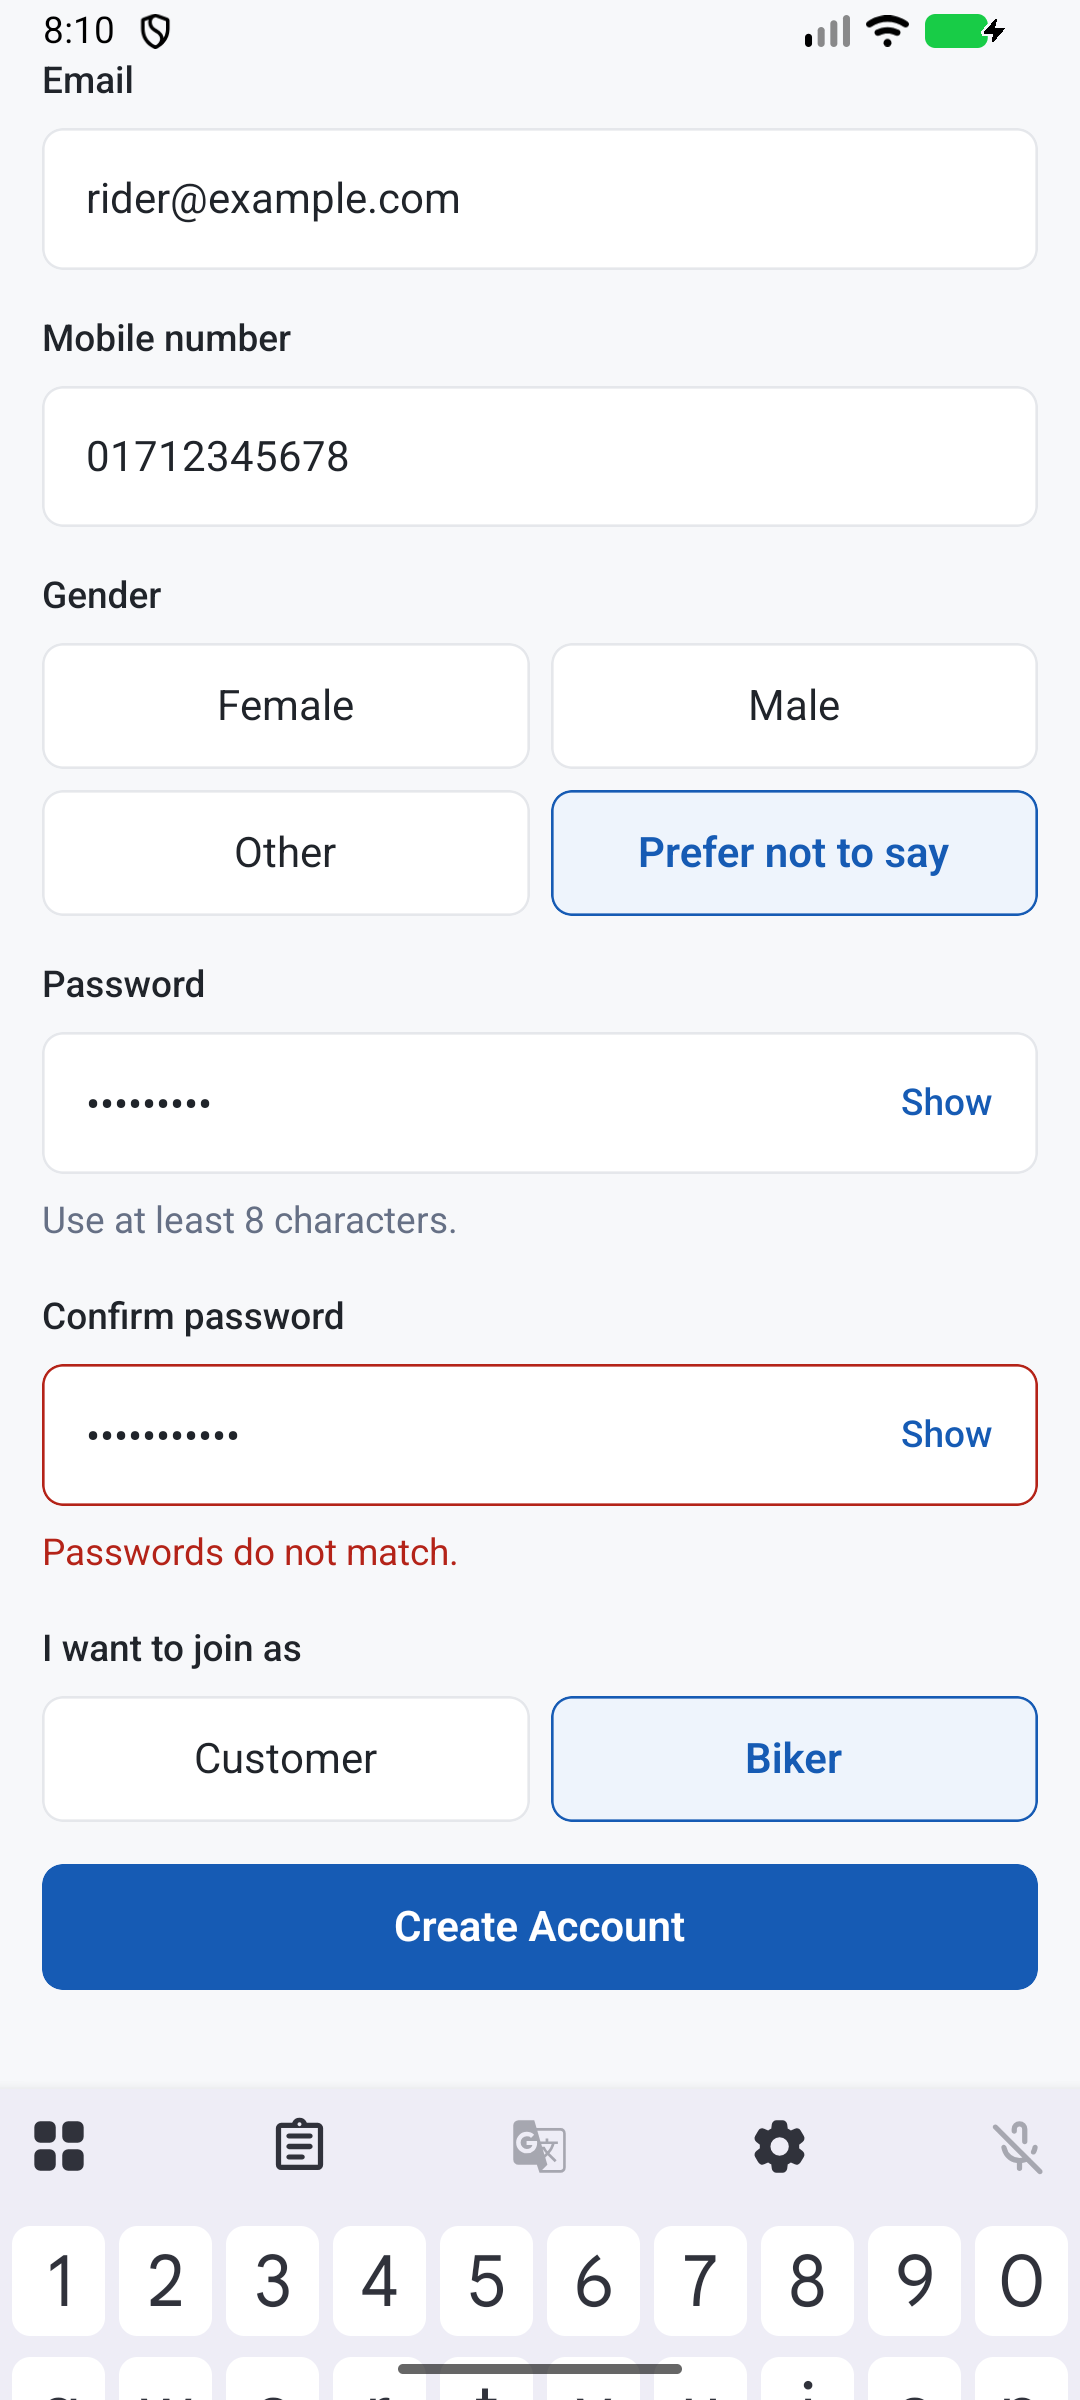 8:10
Email
rider@example.com
Mobile number
01712345678
Gender
Female Male
Other Prefer not to say
Password
••••••••• Show
Use at least 8 characters.
Confirm password
••••••••••• Show
Passwords do not match.
I want to join as
Customer Biker
Create Account
1 2 3 4 5 6 7 8 9 0